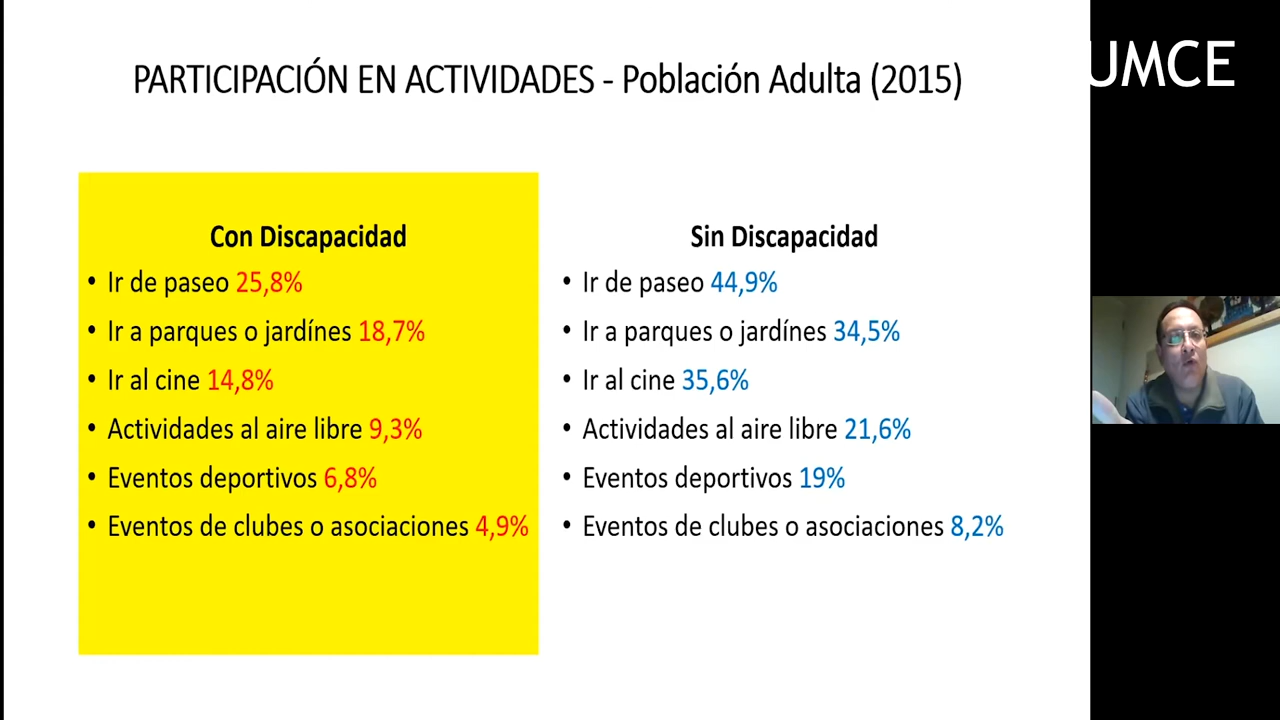 PARTICIPACIÓN EN ACTIVIDADES - Población Adulta (2015)
UMCE
Con Discapacidad
• Ir de paseo 25,8%
• Ir a parques o jardínes 18,7%
• Ir al cine 14,8%
• Actividades al aire libre 9,3%
• Eventos deportivos 6,8%
• Eventos de clubes o asociaciones 4,9%
Sin Discapacidad
• Ir de paseo 44,9%
• Ir a parques o jardínes 34,5%
• Ir al cine 35,6%
• Actividades al aire libre 21,6%
• Eventos deportivos 19%
• Eventos de clubes o asociaciones 8,2%